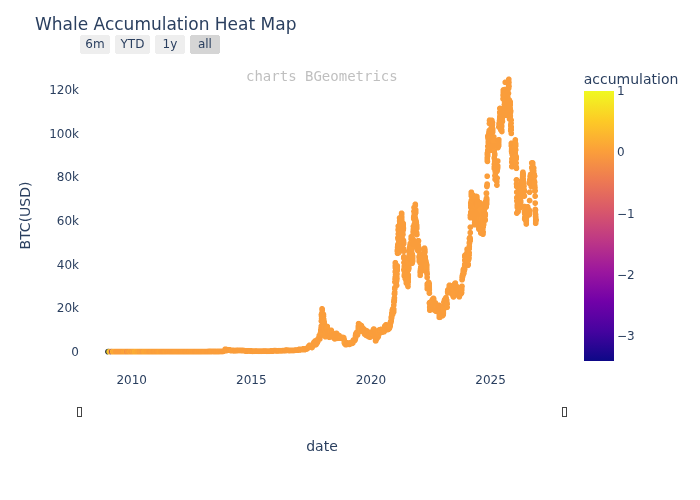 Whale Accumulation Heat Map
6m YTD 1y all
charts BGeometrics
accumulation
120k
100k
80k
60k
40k
20k
0
BTC(USD)
1
0
−1
−2
−3
2010 2015 2020 2025
date